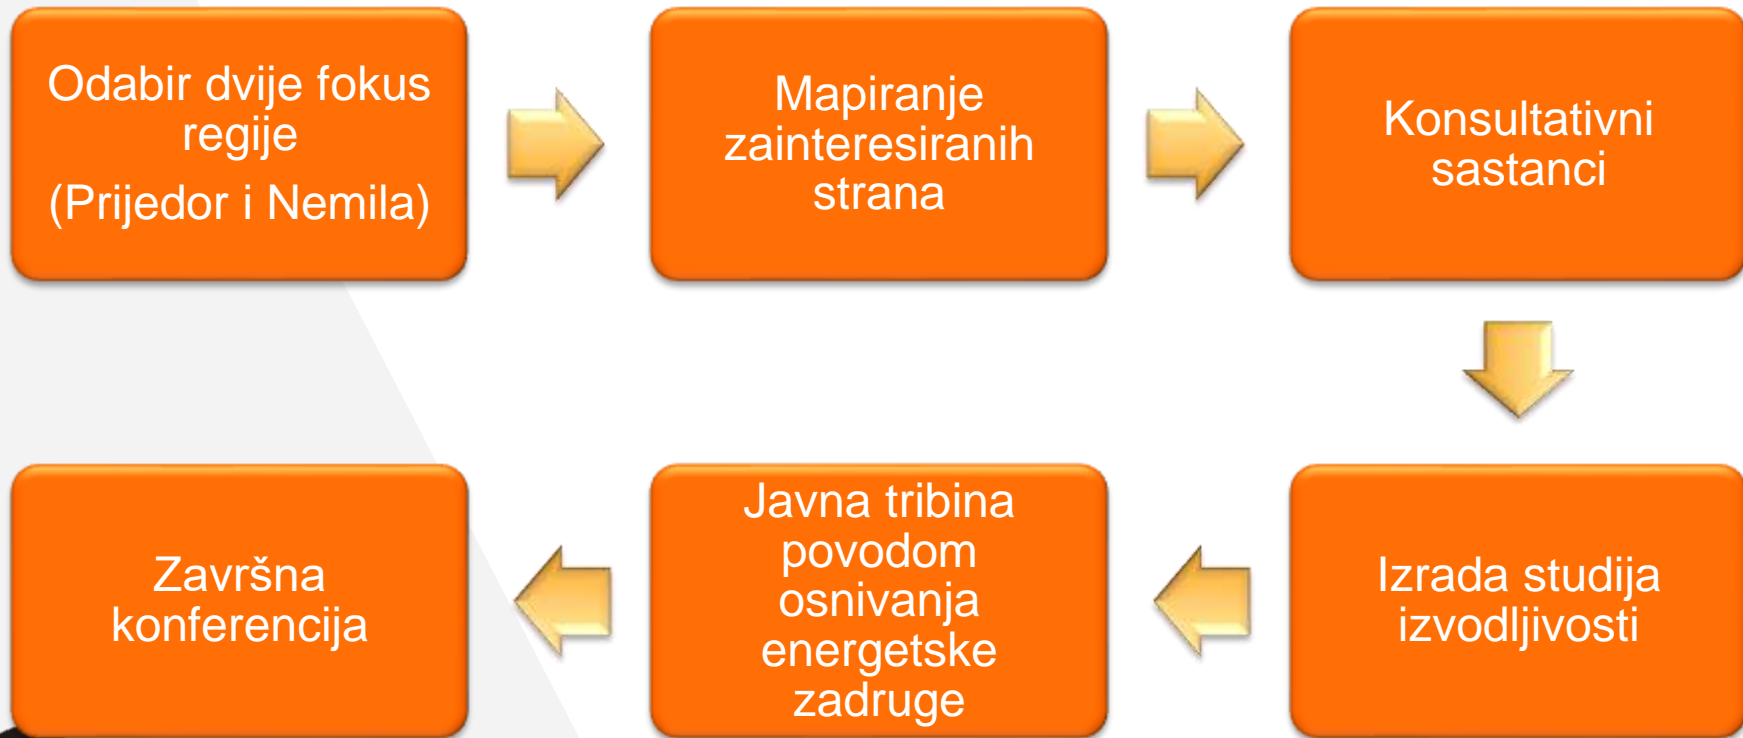 Odabir dvije fokus
regije
(Prijedor i Nemila)
Mapiranje
zainteresiranih
strana
Konsultativni
sastanci
Izrada studija
izvodljivosti
Javna tribina
povodom
osnivanja
energetske
zadruge
Završna
konferencija